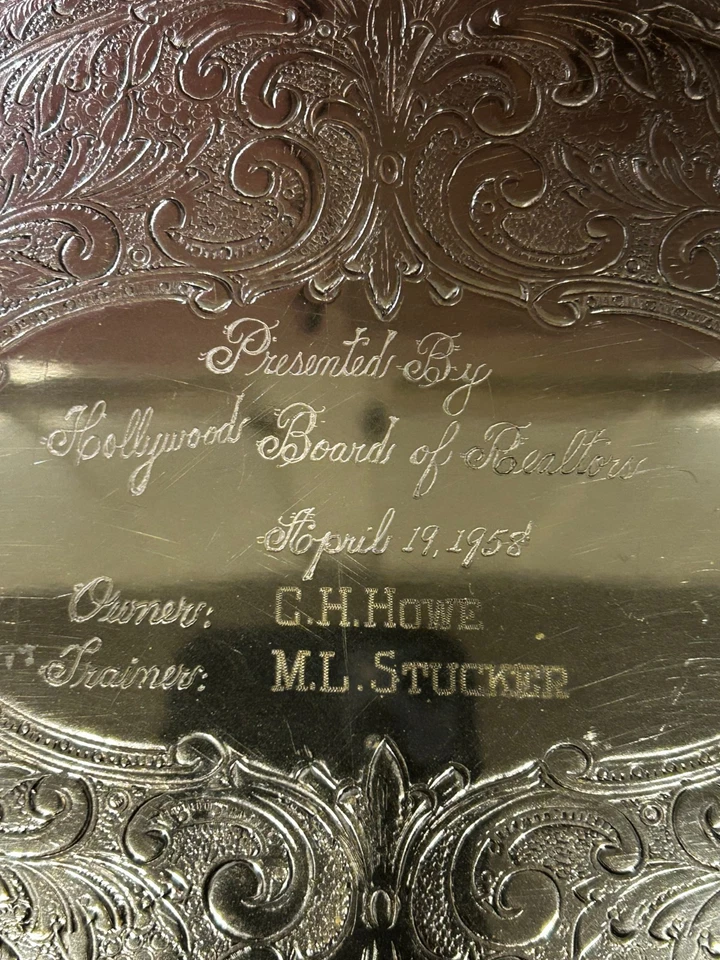 Presented By
Hollywood Board of Realtors
April 19, 1958
Owner: C.H. Howe
Trainer: M.L. Stucker